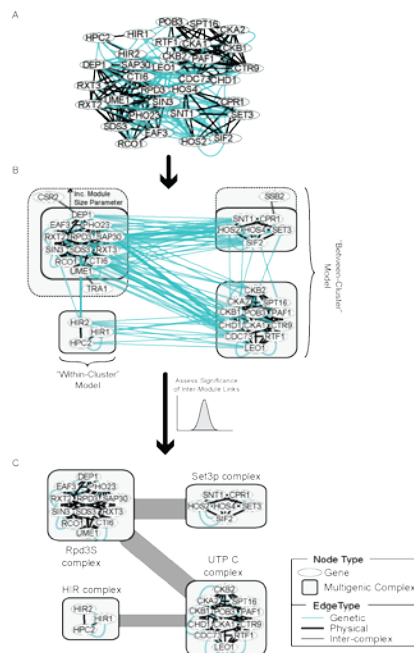 A
POB3 SPT16
HPC2 HIR1 RTF1 CKA1 CKA2
HIR2 CKB2 PAF1 CKB1
DEP1 SAP30 LEO1 CTR9
CTI6 CDC73 CHD1
RXT3 RPD3 HOS4
RXT2 UME1 SIN3 CPR1
PHO23 SNT1 SET3
SDS3 EAF3
RCO1 HOS2 SIF2
B
CSR2 Inc. Module
Size Parameter
SSB2
DEP1
EAF3 PHO23
RXT2 RPD3 SAP30
SIN3 SDS3 RXT3
RCO1 CTI6
UME1
TRA1
SNT1 CPR1
HOS2 HOS4 SET3
SIF2
"Between-Cluster"
Model
CKB2
CKA2 SPT16
CKB1 POB3 PAF1
CHD1 CKA1 CTR9
CDC73 RTF1
LEO1
HIR2
HIR1
HPC2
"Within-Cluster"
Model
Assess Significance
of Inter-Module Links
C
DEP1
EAF3 PHO23
RXT2 RPD3 SAP30
SIN3 SDS3 RXT3
RCO1 CTI6
UME1
Rpd3S
complex
Set3p complex
SNT1 CPR1
HOS2 HOS4 SET3
SIF2
UTP C
complex
CKB2
CKA2 SPT16
CKB1 POB3 PAF1
CHD1 CKA1 CTR9
CDC73 RTF1
LEO1
HIR complex
HIR2
HIR1
HPC2
Node Type
Gene
Multigenic Complex
EdgeType
Genetic
Physical
Inter-complex